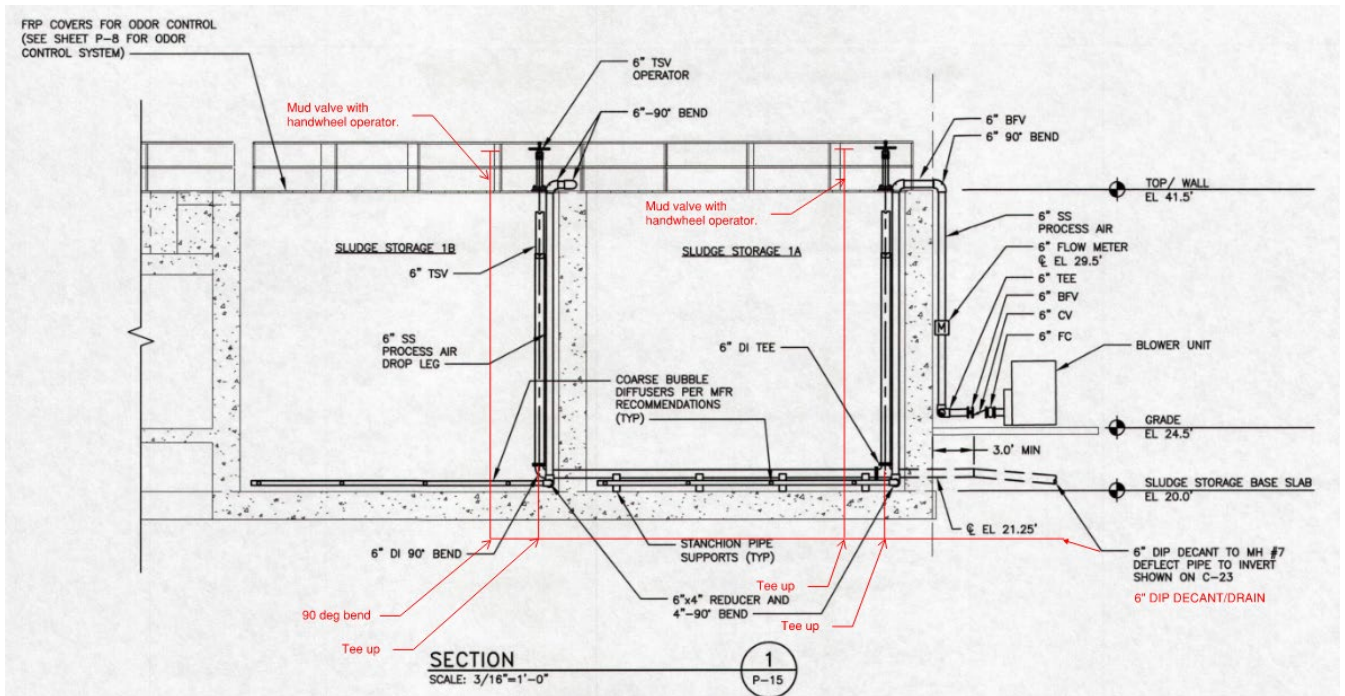 FRP COVERS FOR ODOR CONTROL
(SEE SHEET P-8 FOR ODOR
CONTROL SYSTEM)
Mud valve with
handwheel operator.
6" TSV
OPERATOR
6"-90° BEND
6" BFV
6" 90° BEND
TOP/ WALL
EL 41.5'
Mud valve with
handwheel operator.
6" SS
PROCESS AIR
SLUDGE STORAGE 1B
SLUDGE STORAGE 1A
6" FLOW METER
℄ EL 29.5'
6" TSV
6" TEE
6" BFV
6" CV
6" FC
M
6" SS
PROCESS AIR
DROP LEG
6" DI TEE
BLOWER UNIT
COARSE BUBBLE
DIFFUSERS PER MFR
RECOMMENDATIONS
(TYP)
GRADE
EL 24.5'
3.0' MIN
SLUDGE STORAGE BASE SLAB
EL 20.0'
℄ EL 21.25'
6" DI 90° BEND
STANCHION PIPE
SUPPORTS (TYP)
6" DIP DECANT TO MH #7
DEFLECT PIPE TO INVERT
SHOWN ON C-23
6" DIP DECANT/DRAIN
Tee up
6"x4" REDUCER AND
4"-90° BEND
90 deg bend
Tee up
Tee up
SECTION
SCALE: 3/16"=1'-0"
1
P-15